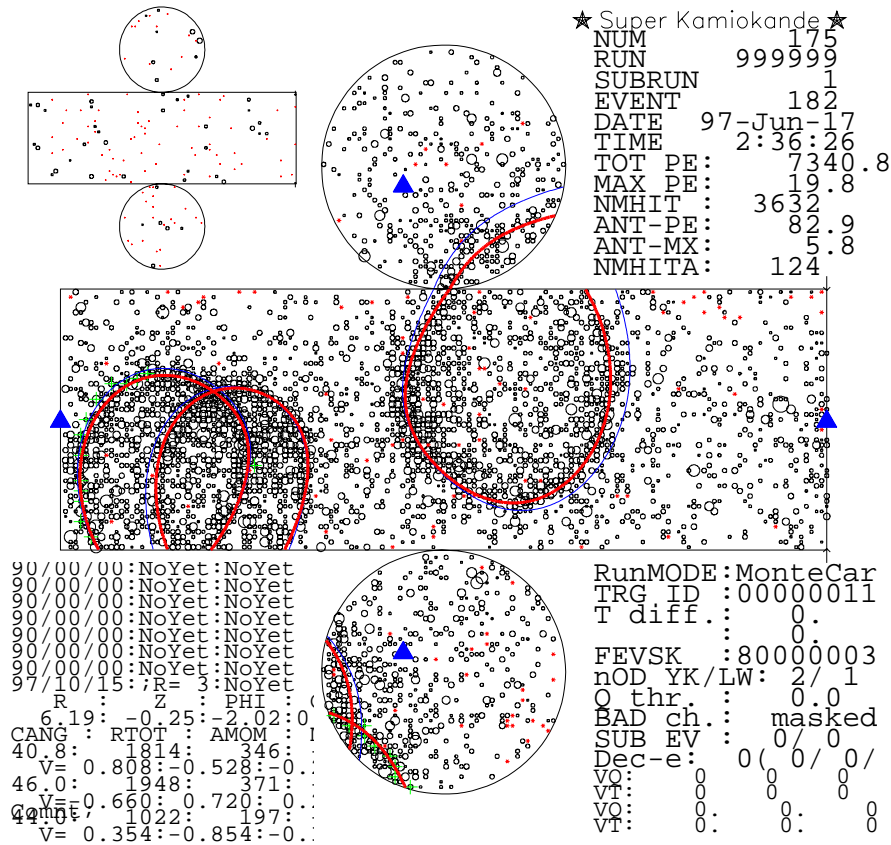 ★ Super Kamiokande ★
NUM 175
RUN 999999
SUBRUN 1
EVENT 182
DATE 97-Jun-17
TIME 2:36:26
TOT PE: 7340.8
MAX PE: 19.8
NMHIT : 3632
ANT-PE: 82.9
ANT-MX: 5.8
NMHITA: 124
90/00/00:NoYet:NoYet
90/00/00:NoYet:NoYet
90/00/00:NoYet:NoYet
90/00/00:NoYet:NoYet
90/00/00:NoYet:NoYet
90/00/00:NoYet:NoYet
90/00/00:NoYet:NoYet
97/10/15:;R= 3:NoYet
R : Z : PHI :
6.19: -0.25:-2.02:0
CANG : RTOT : AMOM :
40.8: 1814: 346:
V= 0.808:-0.528:-0.
46.0: 1948: 371:
V=-0.660: 0.720: 0.
Comnt;
44.0: 1022: 197:
V= 0.354:-0.854:-0.
RunMODE:MonteCar
TRG ID :00000011
T diff.: 0.
: 0.
FEVSK :80000003
nOD YK/LW: 2/ 1
Q thr. : 0.0
BAD ch.: masked
SUB EV : 0/ 0
Dec-e: 0( 0/ 0/
VQ: 0 0 0
VT: 0 0 0
VQ: 0. 0. 0
VT: 0. 0. 0